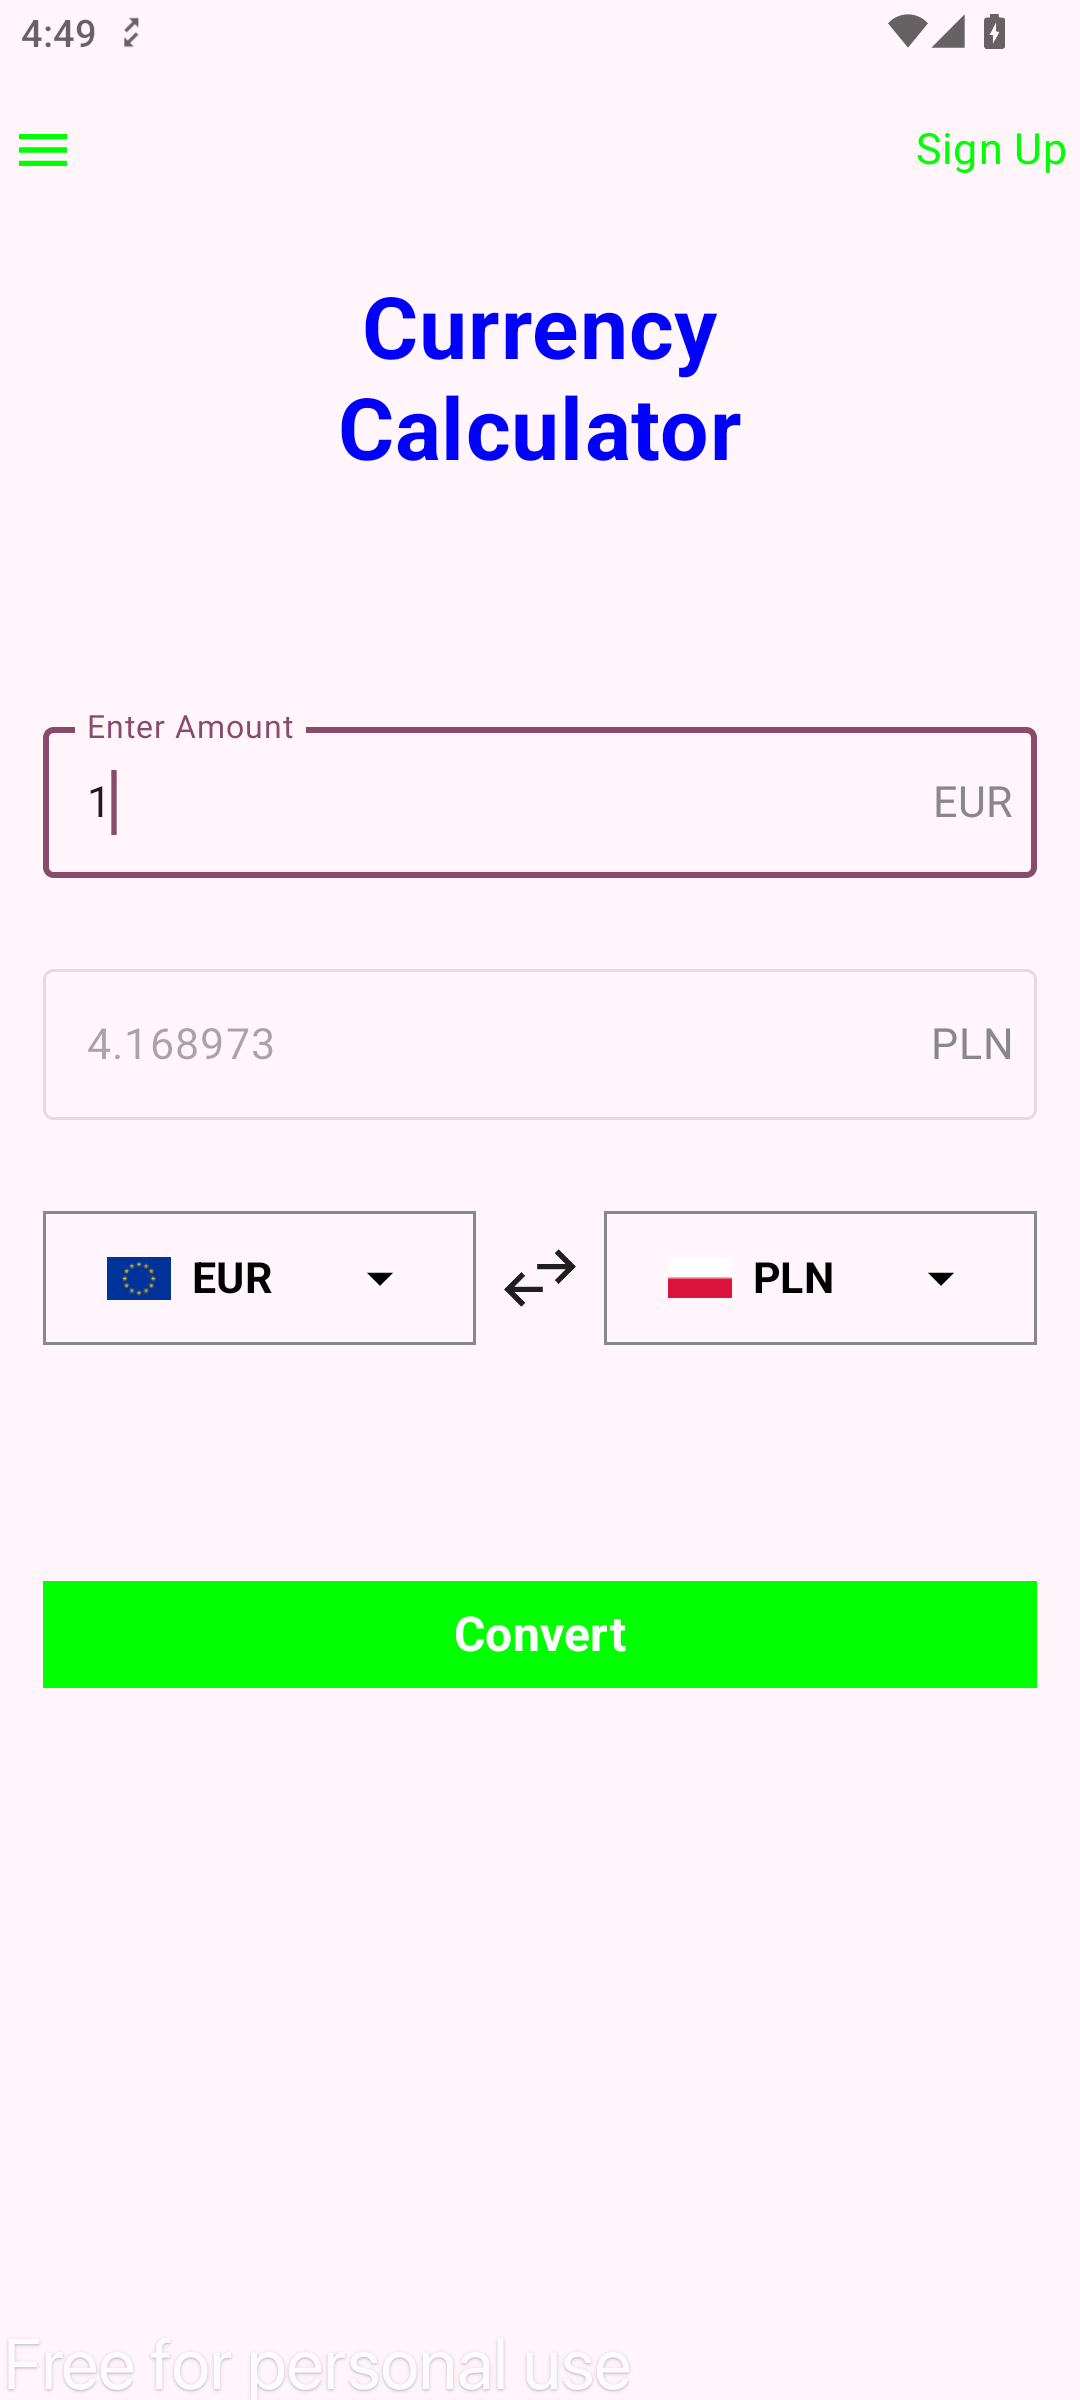 4:49
Sign Up
Currency
Calculator
Enter Amount
1 EUR
4.168973 PLN
EUR PLN
Convert
Free for personal use